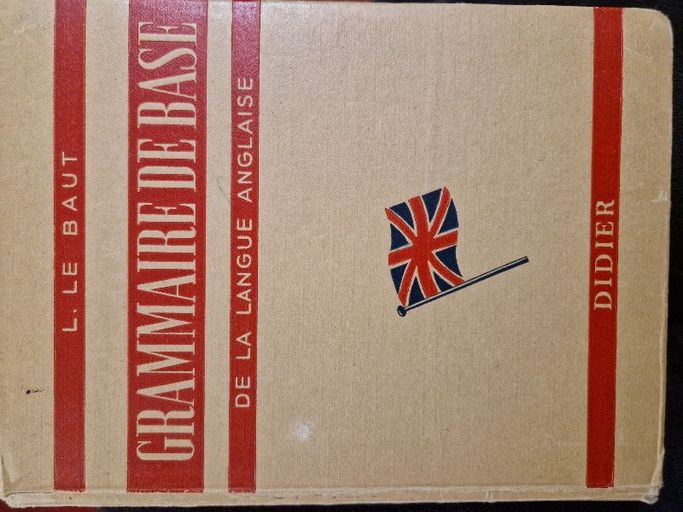 L. LE BAUT
GRAMMAIRE DE BASE
DE LA LANGUE ANGLAISE
DIDIER